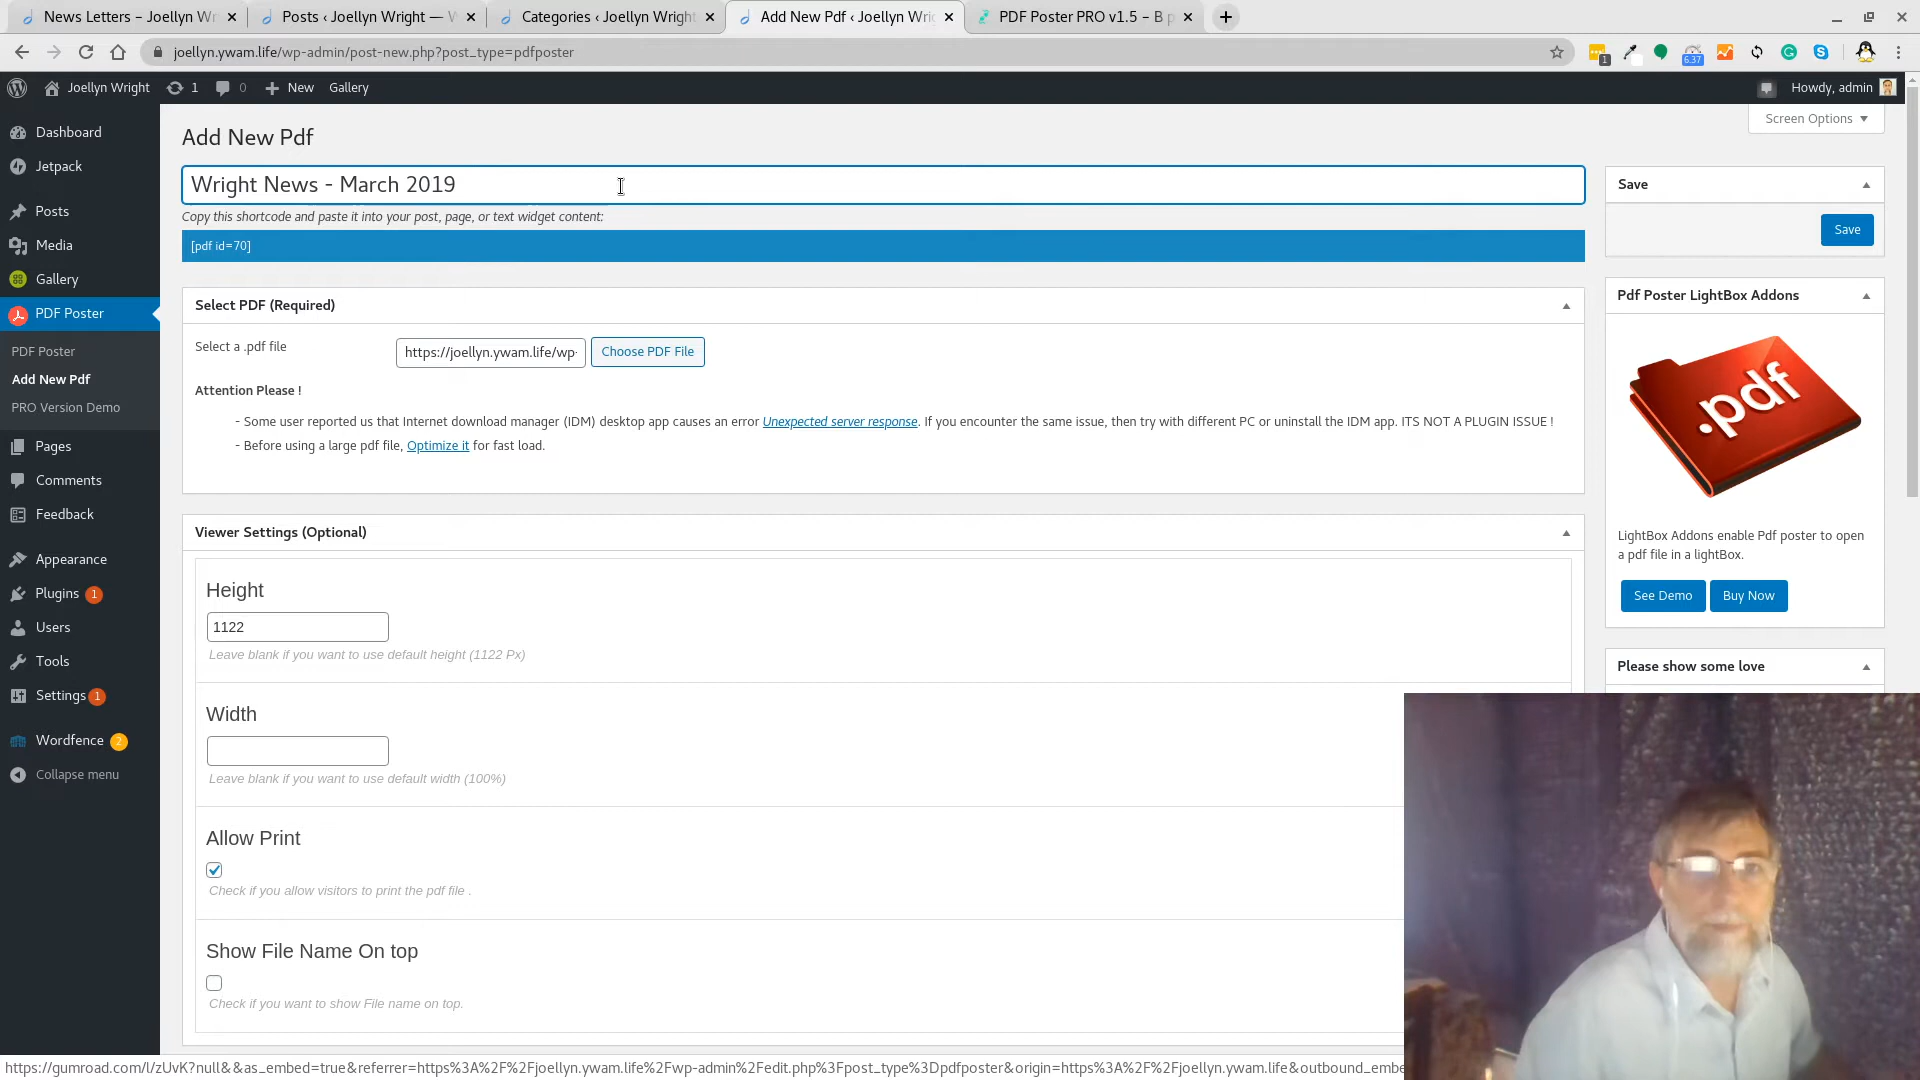 News Letters – Joellyn Wr
Posts ‹ Joellyn Wright —
Categories ‹ Joellyn Wright
Add New Pdf ‹ Joellyn Wri
PDF Poster PRO v1.5 – B p
joellyn.ywam.life/wp-admin/post-new.php?post_type=pdfposter
1
6.37
Joellyn Wright
1
0
New
Gallery
Howdy, admin
Dashboard
Jetpack
Posts
Media
Gallery
PDF Poster
PDF Poster
Add New Pdf
PRO Version Demo
Pages
Comments
Feedback
Appearance
Plugins 1
Users
Tools
Settings 1
Wordfence 2
Collapse menu
Add New Pdf
Screen Options
Wright News - March 2019
Copy this shortcode and paste it into your post, page, or text widget content:
[pdf id=70]
Select PDF (Required)
Select a .pdf file
https://joellyn.ywam.life/wp-
Choose PDF File
Attention Please !
- Some user reported us that Internet download manager (IDM) desktop app causes an error Unexpected server response. If you encounter the same issue, then try with different PC or uninstall the IDM app. ITS NOT A PLUGIN ISSUE !
- Before using a large pdf file, Optimize it for fast load.
Viewer Settings (Optional)
Height
1122
Leave blank if you want to use default height (1122 Px)
Width
Leave blank if you want to use default width (100%)
Allow Print
Check if you allow visitors to print the pdf file .
Show File Name On top
Check if you want to show File name on top.
Save
Save
Pdf Poster LightBox Addons
.pdf
LightBox Addons enable Pdf poster to open
a pdf file in a lightBox.
See Demo
Buy Now
Please show some love
https://gumroad.com/l/zUvK?null&&as_embed=true&referrer=https%3A%2F%2Fjoellyn.ywam.life%2Fwp-admin%2Fedit.php%3Fpost_type%3Dpdfposter&origin=https%3A%2F%2Fjoellyn.ywam.life&outbound_embe